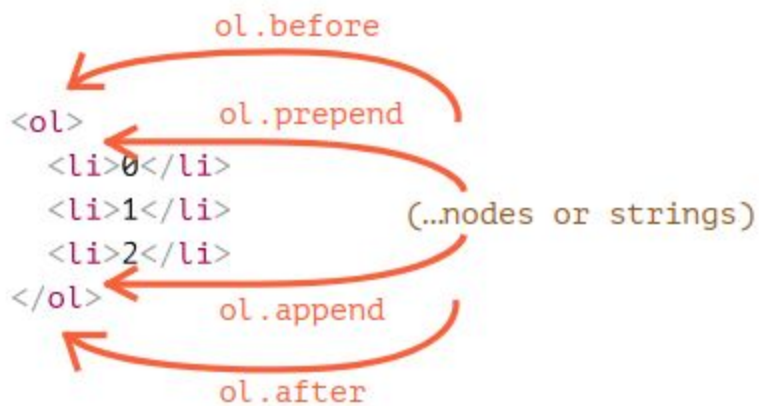 ol.before
<ol>
ol.prepend
<li>0</li>
<li>1</li>
(…nodes or strings)
<li>2</li>
</ol>
ol.append
ol.after